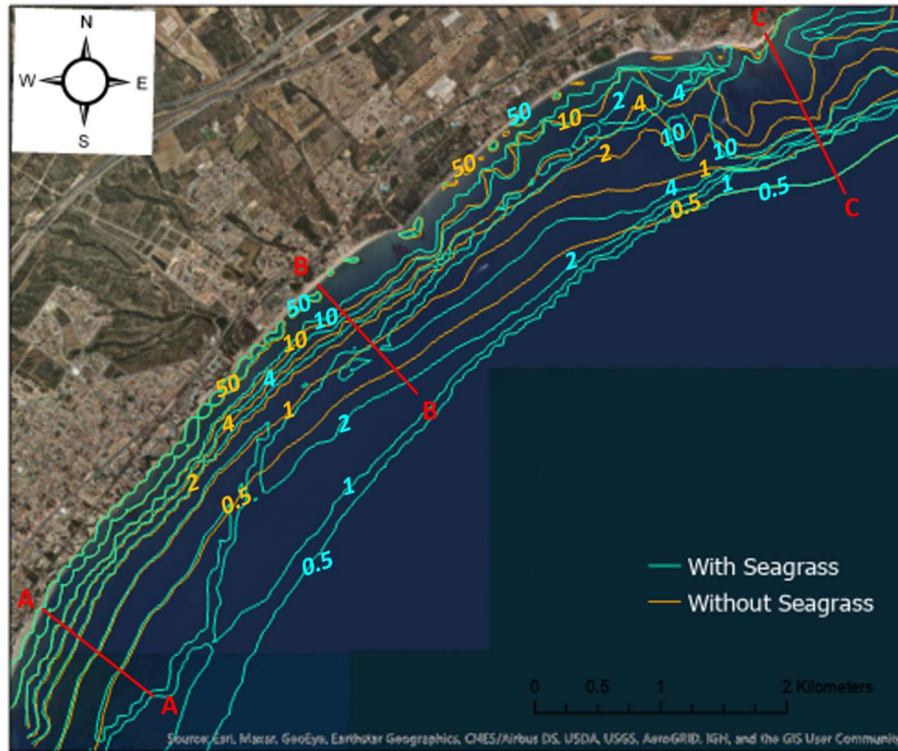 N
W E
S
C
50 2 4 4
10 10
50 2 10
1
4 1 0.5 C
0.5
B 2
50
10
10
50 4 B
1
4 2
2
0.5 1
0.5
With Seagrass
Without Seagrass
A
A
0 0.5 1 2 Kilometers
Source: Esri, Maxar, GeoEye, Earthstar Geographics, CNES/Airbus DS, USDA, USGS, AeroGRID, IGN, and the GIS User Community